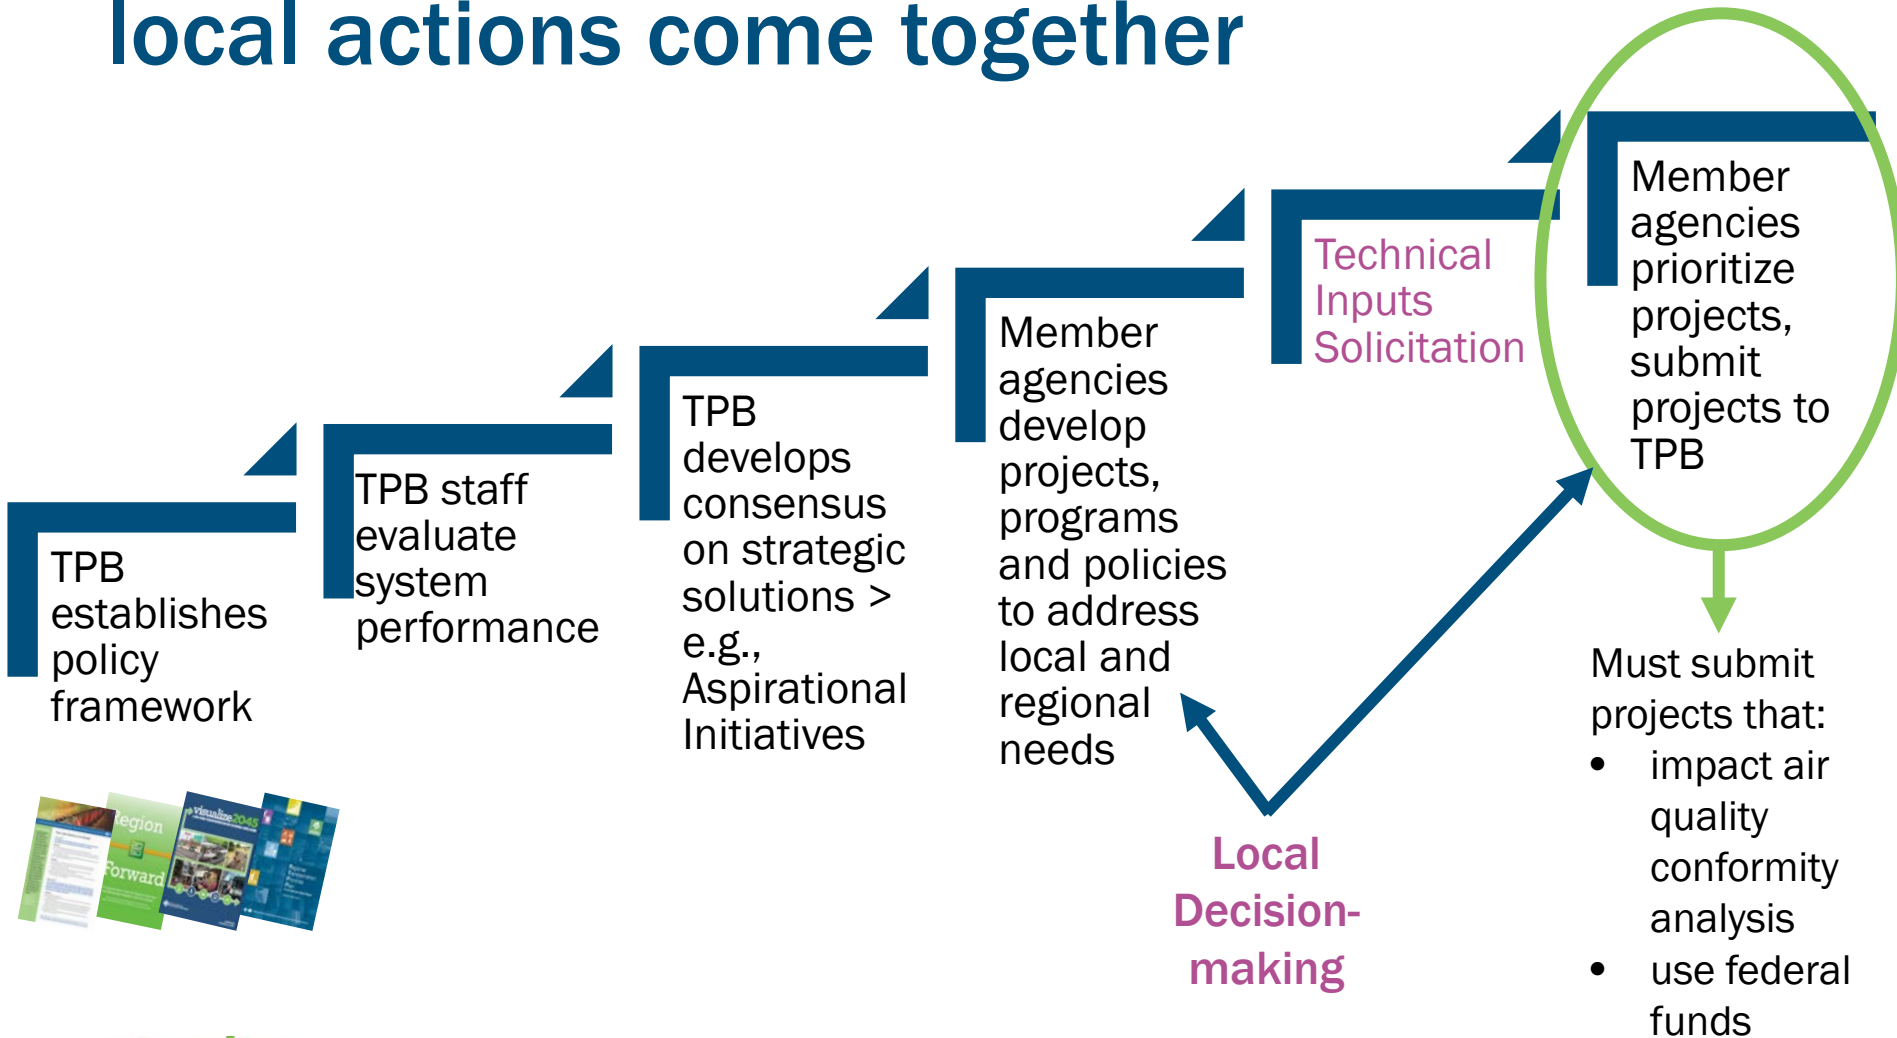 local actions come together
TPB
establishes
policy
framework
TPB staff
evaluate
system
performance
TPB
develops
consensus
on strategic
solutions >
e.g.,
Aspirational
Initiatives
Member
agencies
develop
projects,
programs
and policies
to address
local and
regional
needs
Technical
Inputs
Solicitation
Member
agencies
prioritize
projects,
submit
projects to
TPB
Local
Decision-
making
Must submit
projects that:
• impact air
quality
conformity
analysis
• use federal
funds
Region
Forward
visualize2045